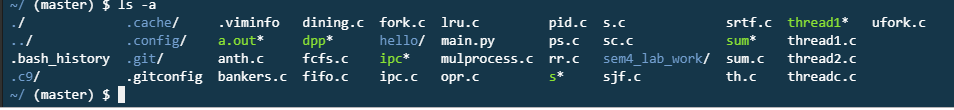 ~/ (master) $ ls -a
./ .cache/ .viminfo dining.c fork.c lru.c pid.c s.c srtf.c thread1* ufork.c
../ .config/ a.out* dpp* hello/ main.py ps.c sc.c sum* thread1.c
.bash_history .git/ anth.c fcfs.c ipc* mulprocess.c rr.c sem4_lab_work/ sum.c thread2.c
.c9/ .gitconfig bankers.c fifo.c ipc.c opr.c s* sjf.c th.c threadc.c
~/ (master) $